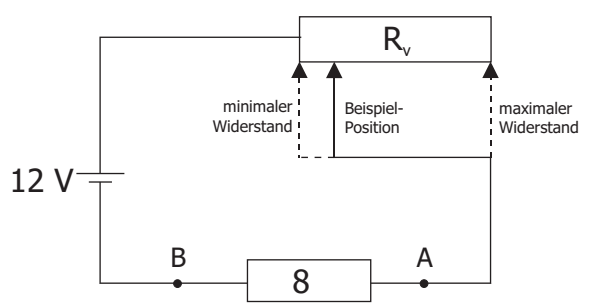 Rv
minimaler
Widerstand
Beispiel-
Position
maximaler
Widerstand
12 V
B
8
A